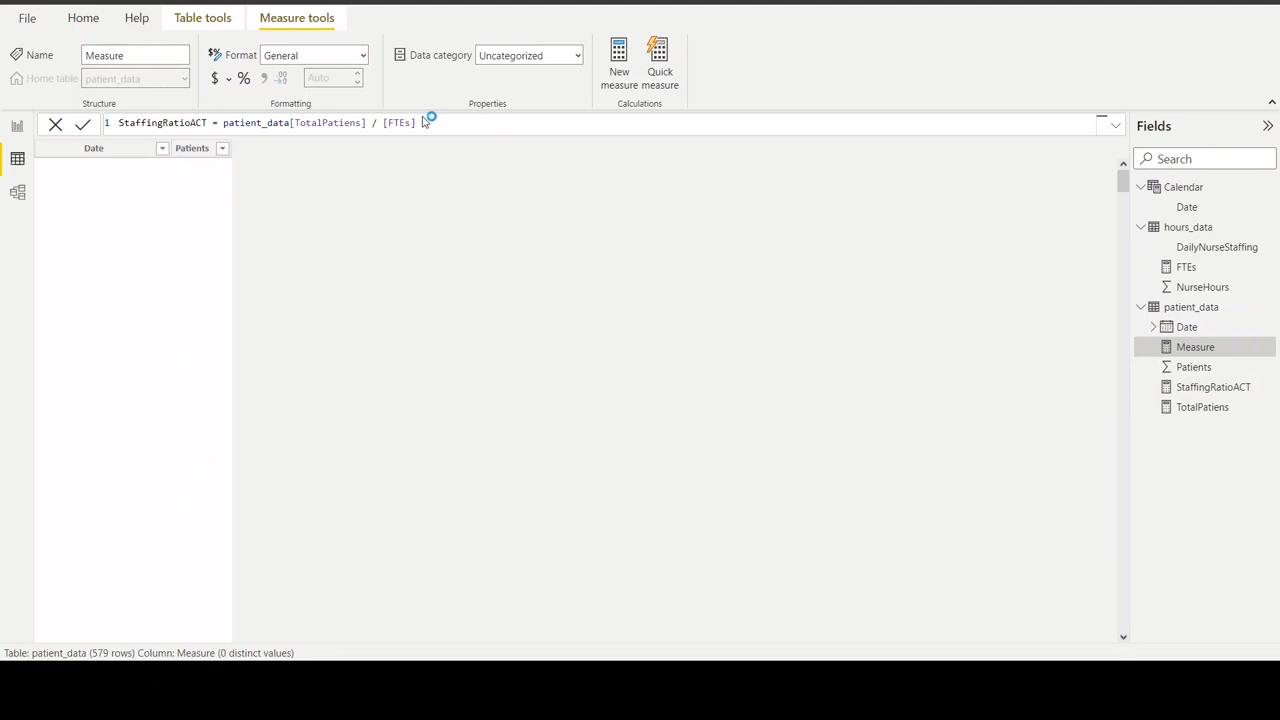 File Home Help Table tools Measure tools
Name Measure
Home table patient_data
Structure
Format General
$ % Auto
Formatting
Data category Uncategorized
Properties
New measure
Quick measure
Calculations
1 StaffingRatioACT = patient_data[TotalPatiens] / [FTEs]
Date Patients
Fields
Search
Calendar
Date
hours_data
DailyNurseStaffing
FTEs
NurseHours
patient_data
Date
Measure
Patients
StaffingRatioACT
TotalPatiens
Table: patient_data (579 rows) Column: Measure (0 distinct values)